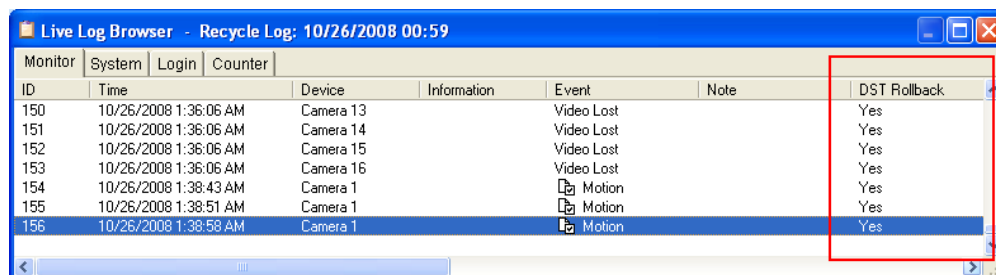 Live Log Browser - Recycle Log: 10/26/2008 00:59
Monitor System Login Counter
ID Time Device Information Event Note DST Rollback
150 10/26/2008 1:36:06 AM Camera 13 Video Lost Yes
151 10/26/2008 1:36:06 AM Camera 14 Video Lost Yes
152 10/26/2008 1:36:06 AM Camera 15 Video Lost Yes
153 10/26/2008 1:36:06 AM Camera 16 Video Lost Yes
154 10/26/2008 1:38:43 AM Camera 1 Motion Yes
155 10/26/2008 1:38:51 AM Camera 1 Motion Yes
156 10/26/2008 1:38:58 AM Camera 1 Motion Yes